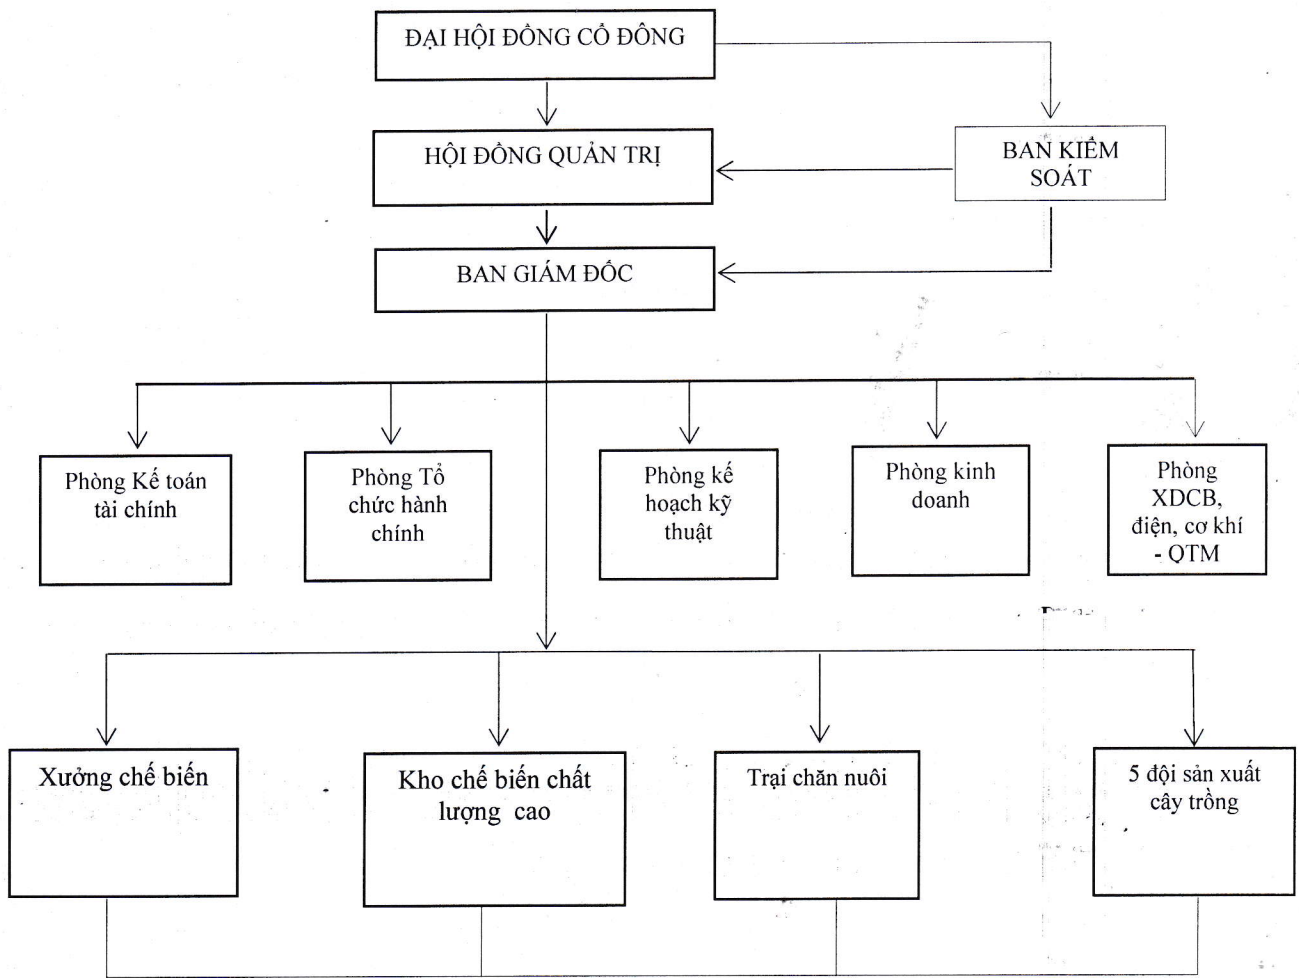 ĐẠI HỘI ĐỒNG CỔ ĐÔNG
HỘI ĐỒNG QUẢN TRỊ
BAN KIỂM
SOÁT
BAN GIÁM ĐỐC
Phòng Kế toán
tài chính
Phòng Tổ
chức hành
chính
Phòng kế
hoạch kỹ
thuật
Phòng kinh
doanh
Phòng
XDCB,
điện, cơ khí
- QTM
Xưởng chế biến
Kho chế biến chất
lượng cao
Trại chăn nuôi
5 đội sản xuất
cây trồng